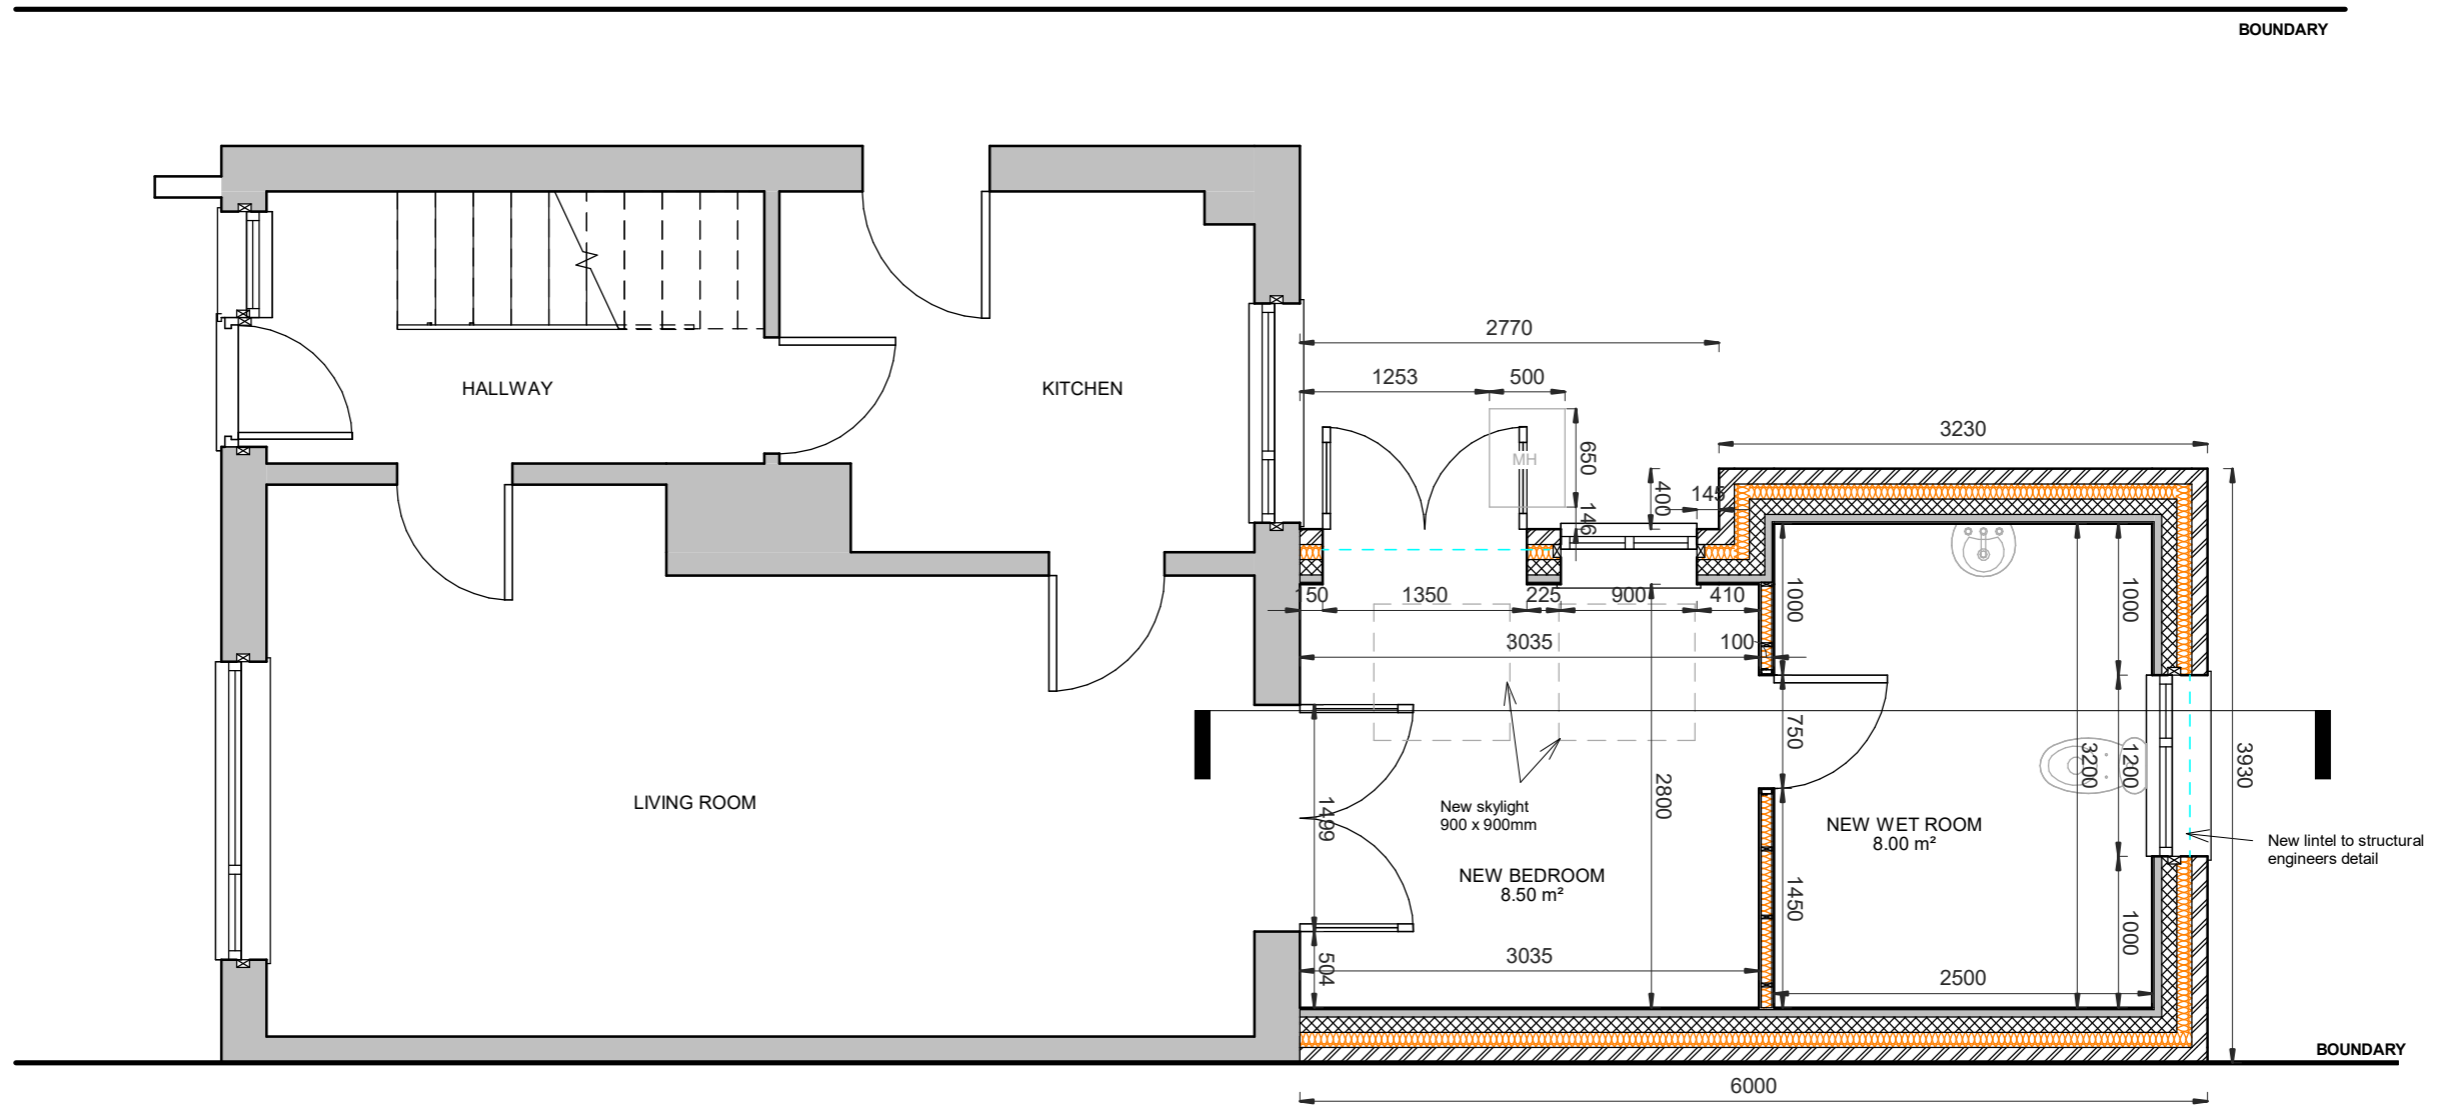 BOUNDARY
2770
1253
500
HALLWAY
KITCHEN
3230
650
MH
400
145
146
150
1350
225
900
410
1000
1000
3035
100
750
3200
1200
3930
2800
1499
LIVING ROOM
New skylight
900 x 900mm
NEW WET ROOM
8.00 m²
New lintel to structural
engineers detail
NEW BEDROOM
8.50 m²
1450
1000
504
3035
2500
BOUNDARY
6000